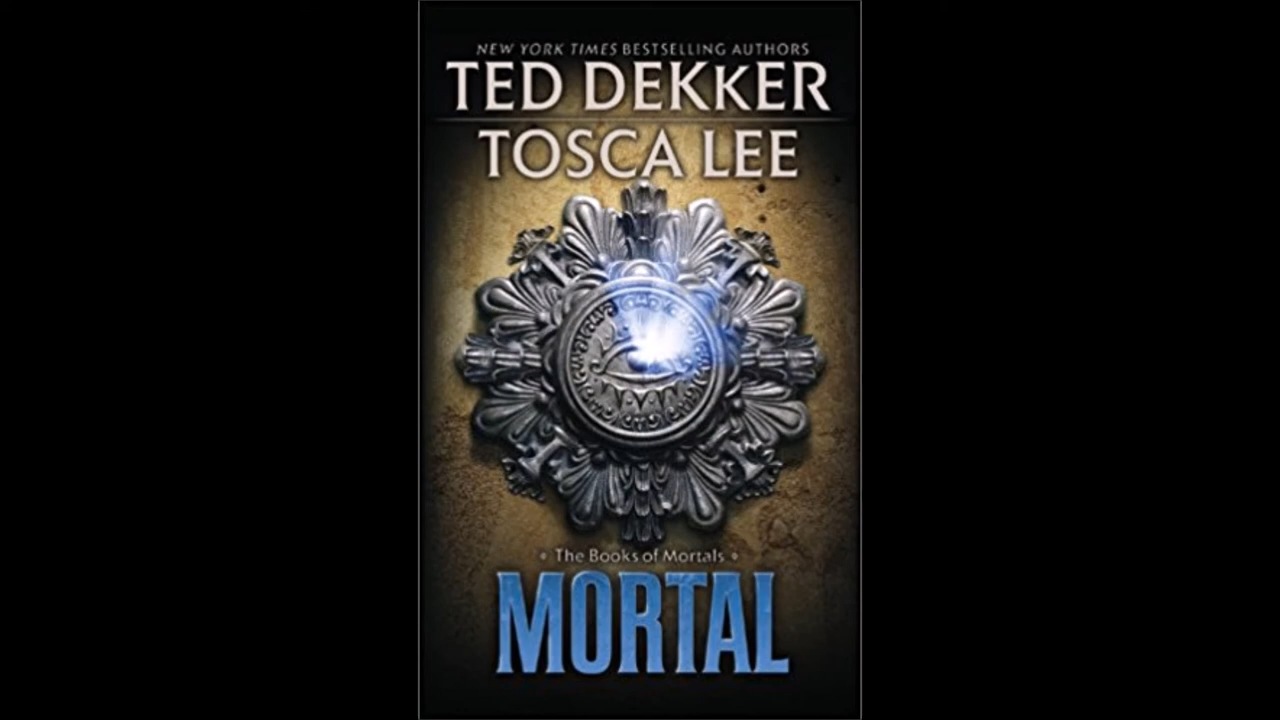 NEW YORK TIMES BESTSELLING AUTHORS
TED DEKKER
TOSCA LEE
• The Books of Mortals •
MORTAL